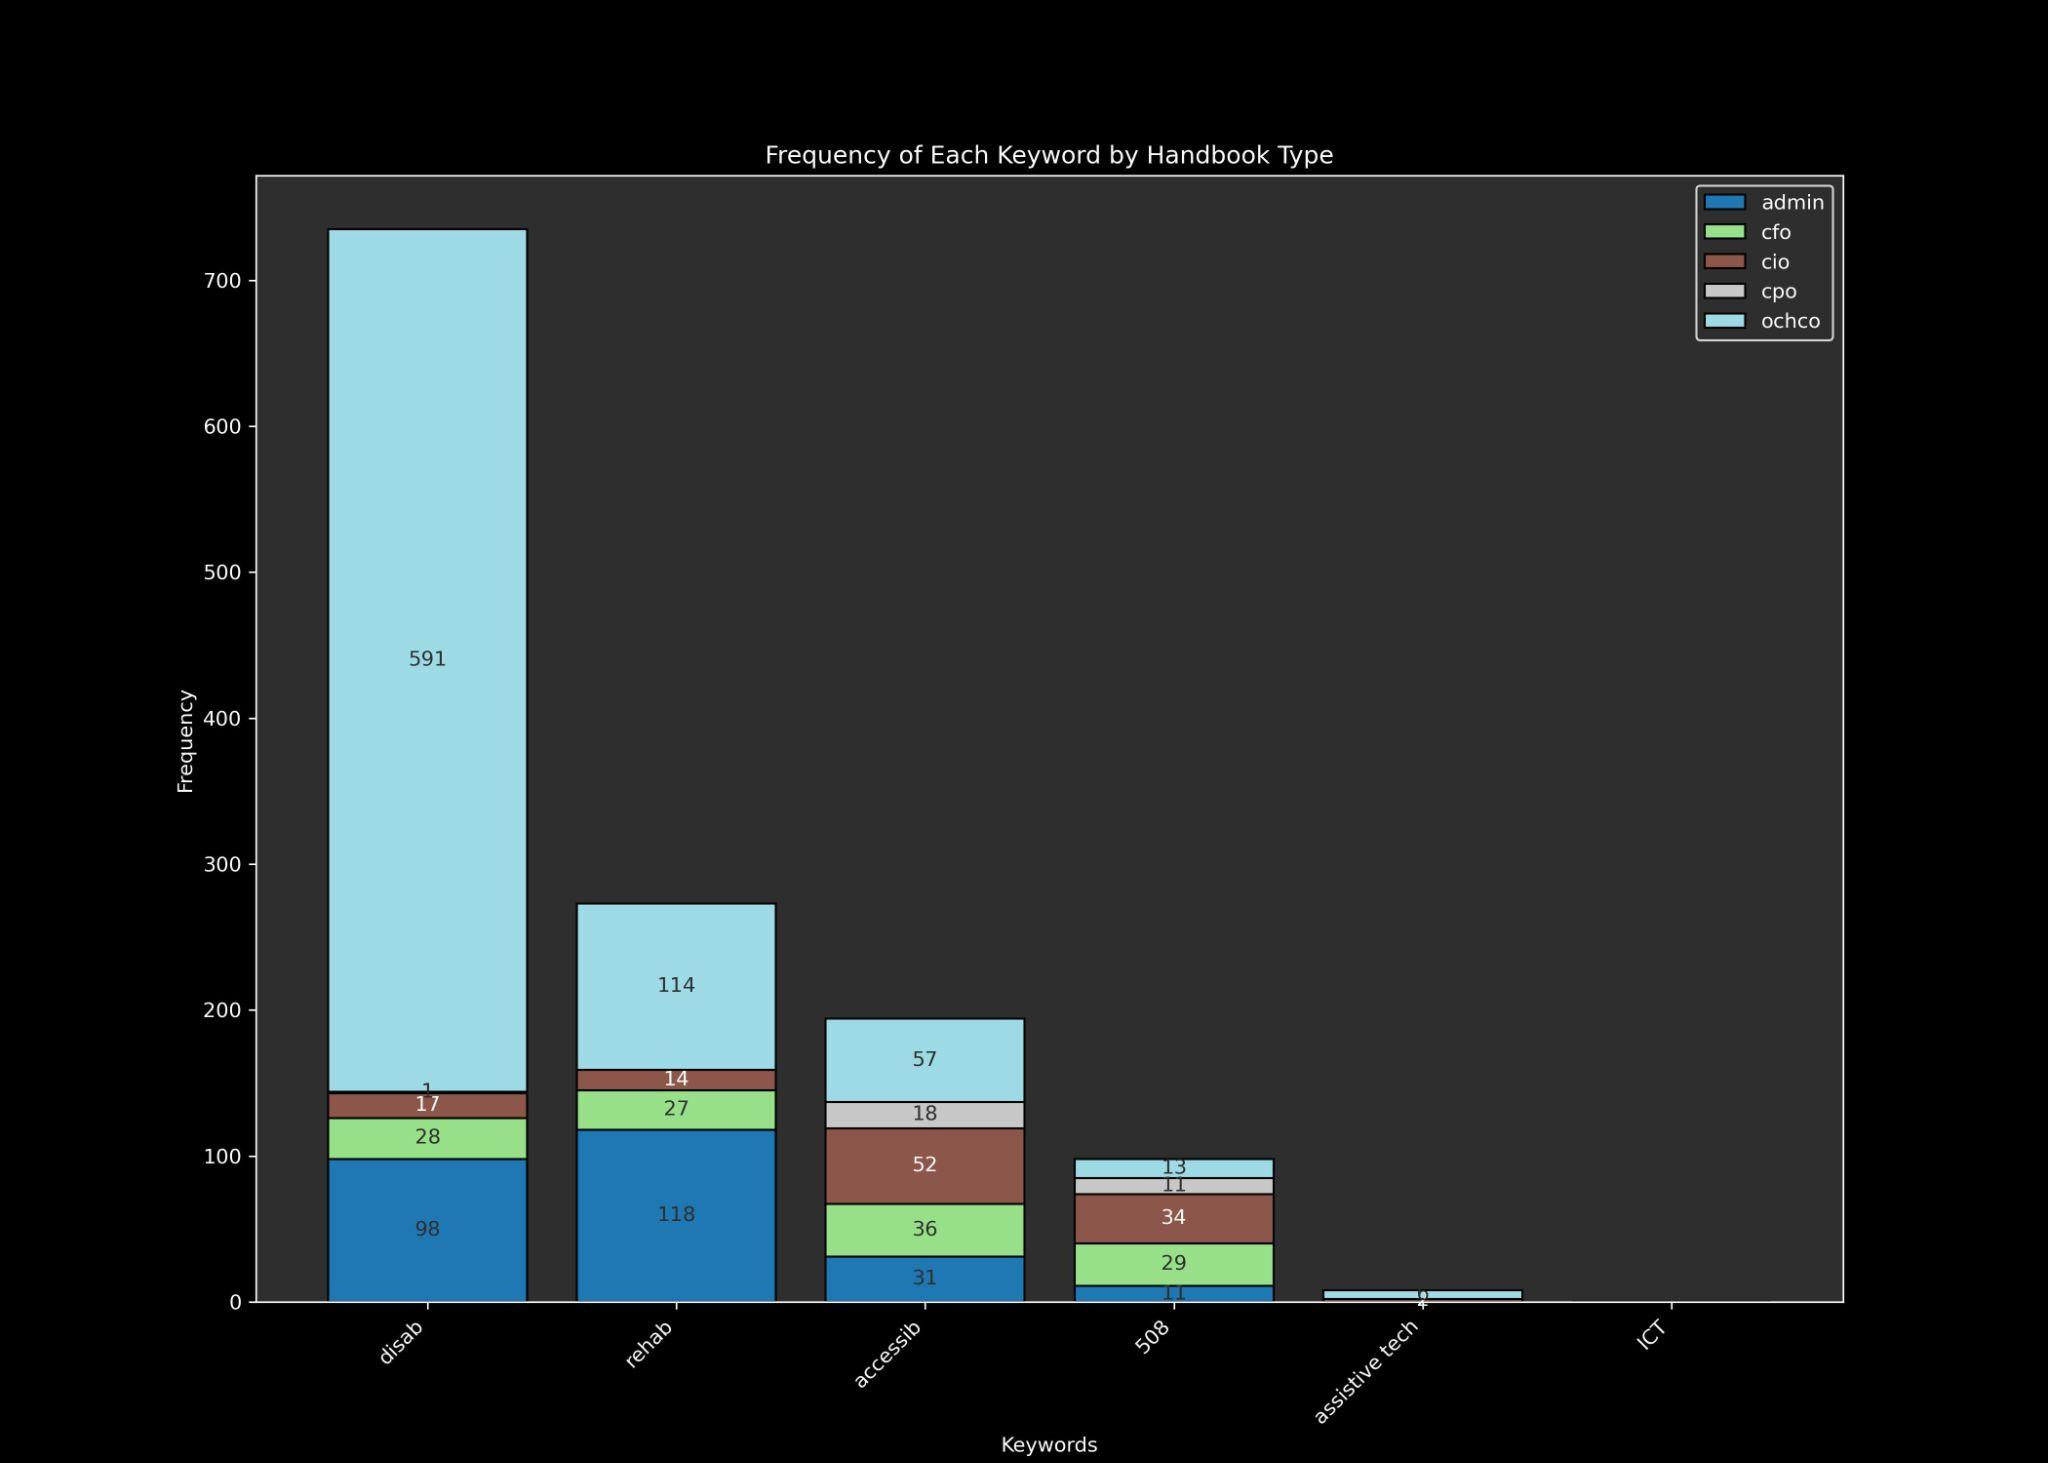 Frequency of Each Keyword by Handbook Type
admin
cfo
cio
cpo
ochco
Frequency
700
600
500
400
300
200
100
0
591
1
17
28
98
114
14
27
118
57
18
52
36
31
13
11
34
29
11
6
disab
rehab
accessib
508
assistive tech
ICT
Keywords